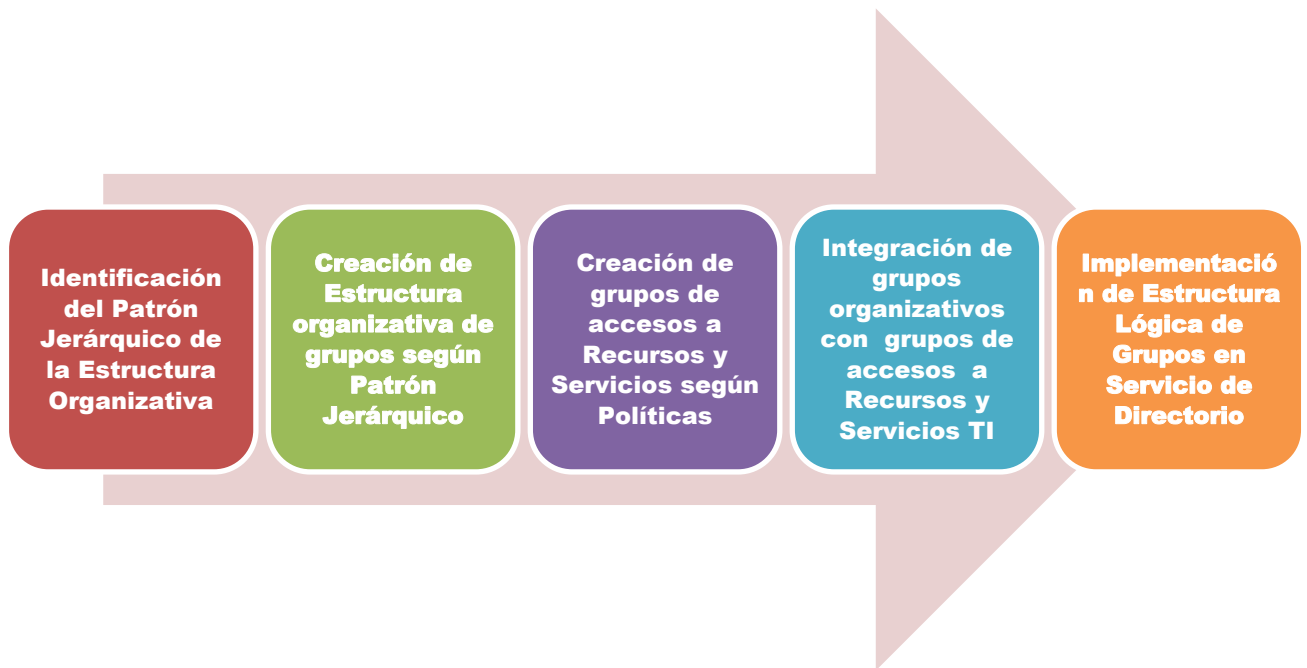 Identificación
del Patrón
Jerárquico de
la Estructura
Organizativa
Creación de
Estructura
organizativa de
grupos según
Patrón
Jerárquico
Creación de
grupos de
accesos a
Recursos y
Servicios según
Políticas
Integración de
grupos
organizativos
con  grupos de
accesos  a
Recursos y
Servicios TI
Implementació
n de Estructura
Lógica de
Grupos en
Servicio de
Directorio